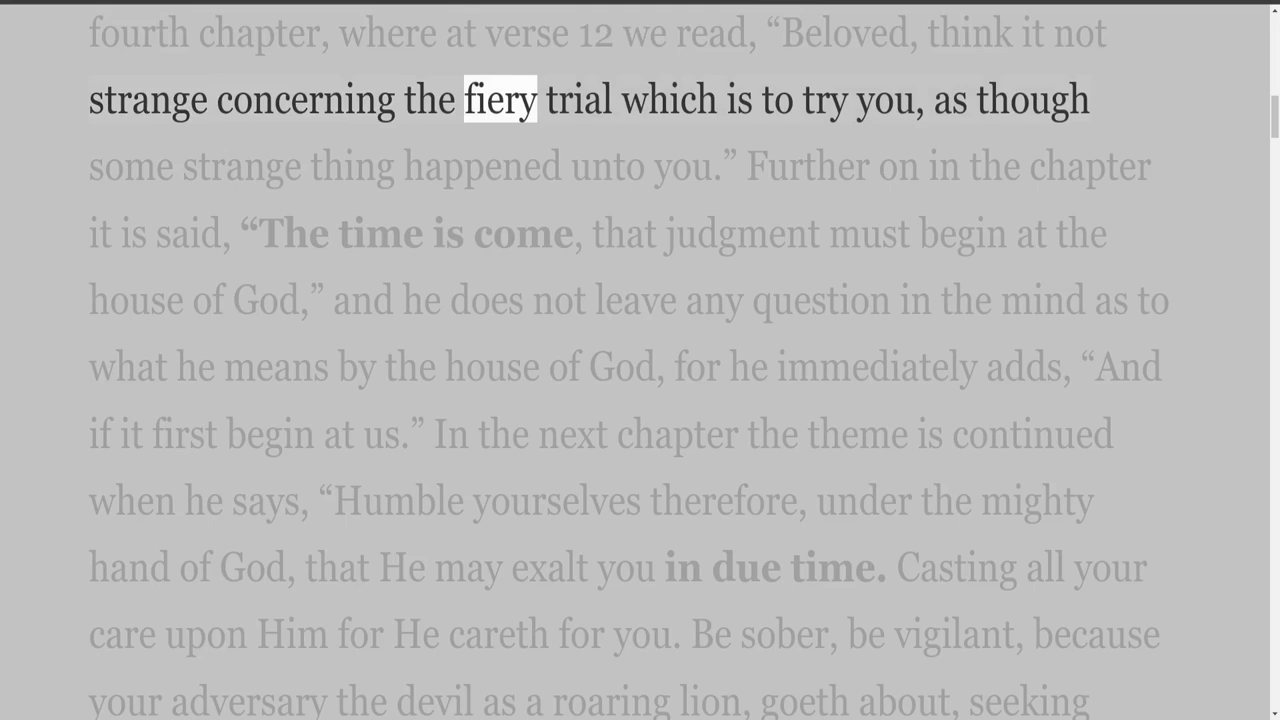 fourth chapter, where at verse 12 we read, “Beloved, think it not
strange concerning the fiery trial which is to try you, as though
some strange thing happened unto you.” Further on in the chapter
it is said, “The time is come, that judgment must begin at the
house of God,” and he does not leave any question in the mind as to
what he means by the house of God, for he immediately adds, “And
if it first begin at us.” In the next chapter the theme is continued
when he says, “Humble yourselves therefore, under the mighty
hand of God, that He may exalt you in due time. Casting all your
care upon Him for He careth for you. Be sober, be vigilant, because
your adversary the devil as a roaring lion, goeth about, seeking